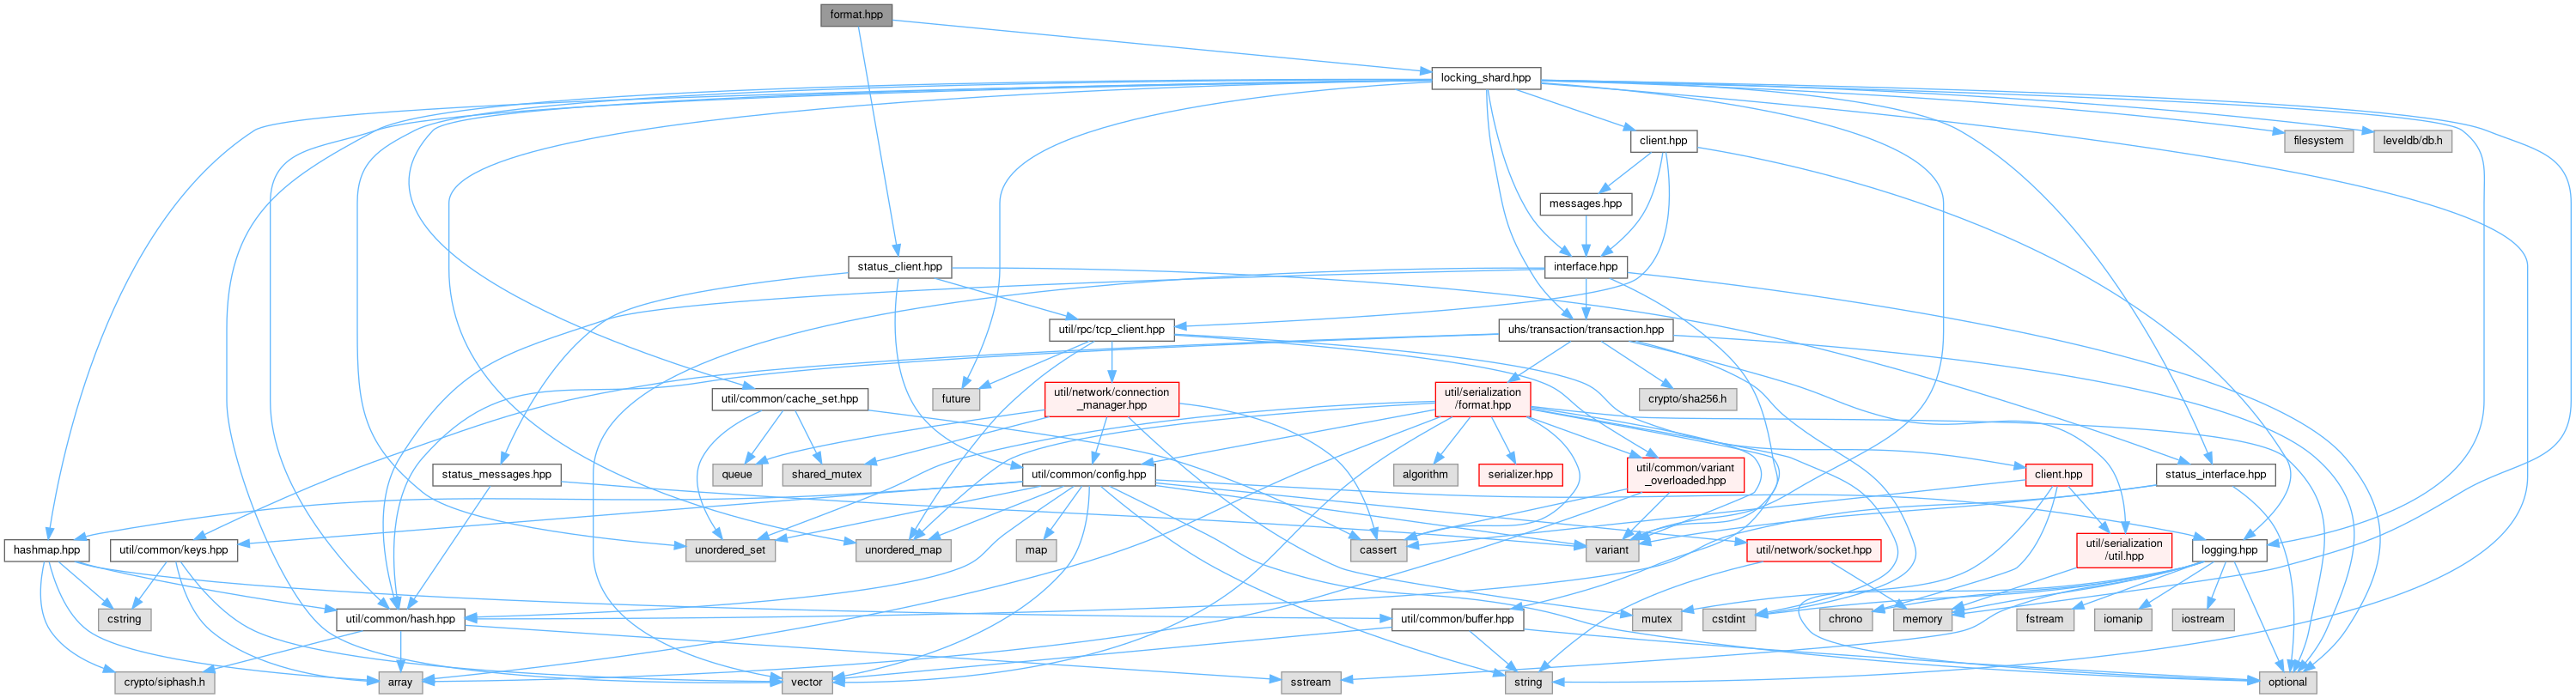 format.hpp
locking_shard.hpp
client.hpp
filesystem
leveldb/db.h
messages.hpp
status_client.hpp
interface.hpp
util/rpc/tcp_client.hpp
uhs/transaction/transaction.hpp
util/common/cache_set.hpp
future
util/network/connection
_manager.hpp
util/serialization
/format.hpp
crypto/sha256.h
status_messages.hpp
queue
shared_mutex
util/common/config.hpp
algorithm
serializer.hpp
util/common/variant
_overloaded.hpp
client.hpp
status_interface.hpp
hashmap.hpp
util/common/keys.hpp
unordered_set
unordered_map
map
cassert
variant
util/network/socket.hpp
util/serialization
/util.hpp
logging.hpp
cstring
util/common/hash.hpp
util/common/buffer.hpp
mutex
cstdint
chrono
memory
fstream
iomanip
iostream
crypto/siphash.h
array
vector
sstream
string
optional